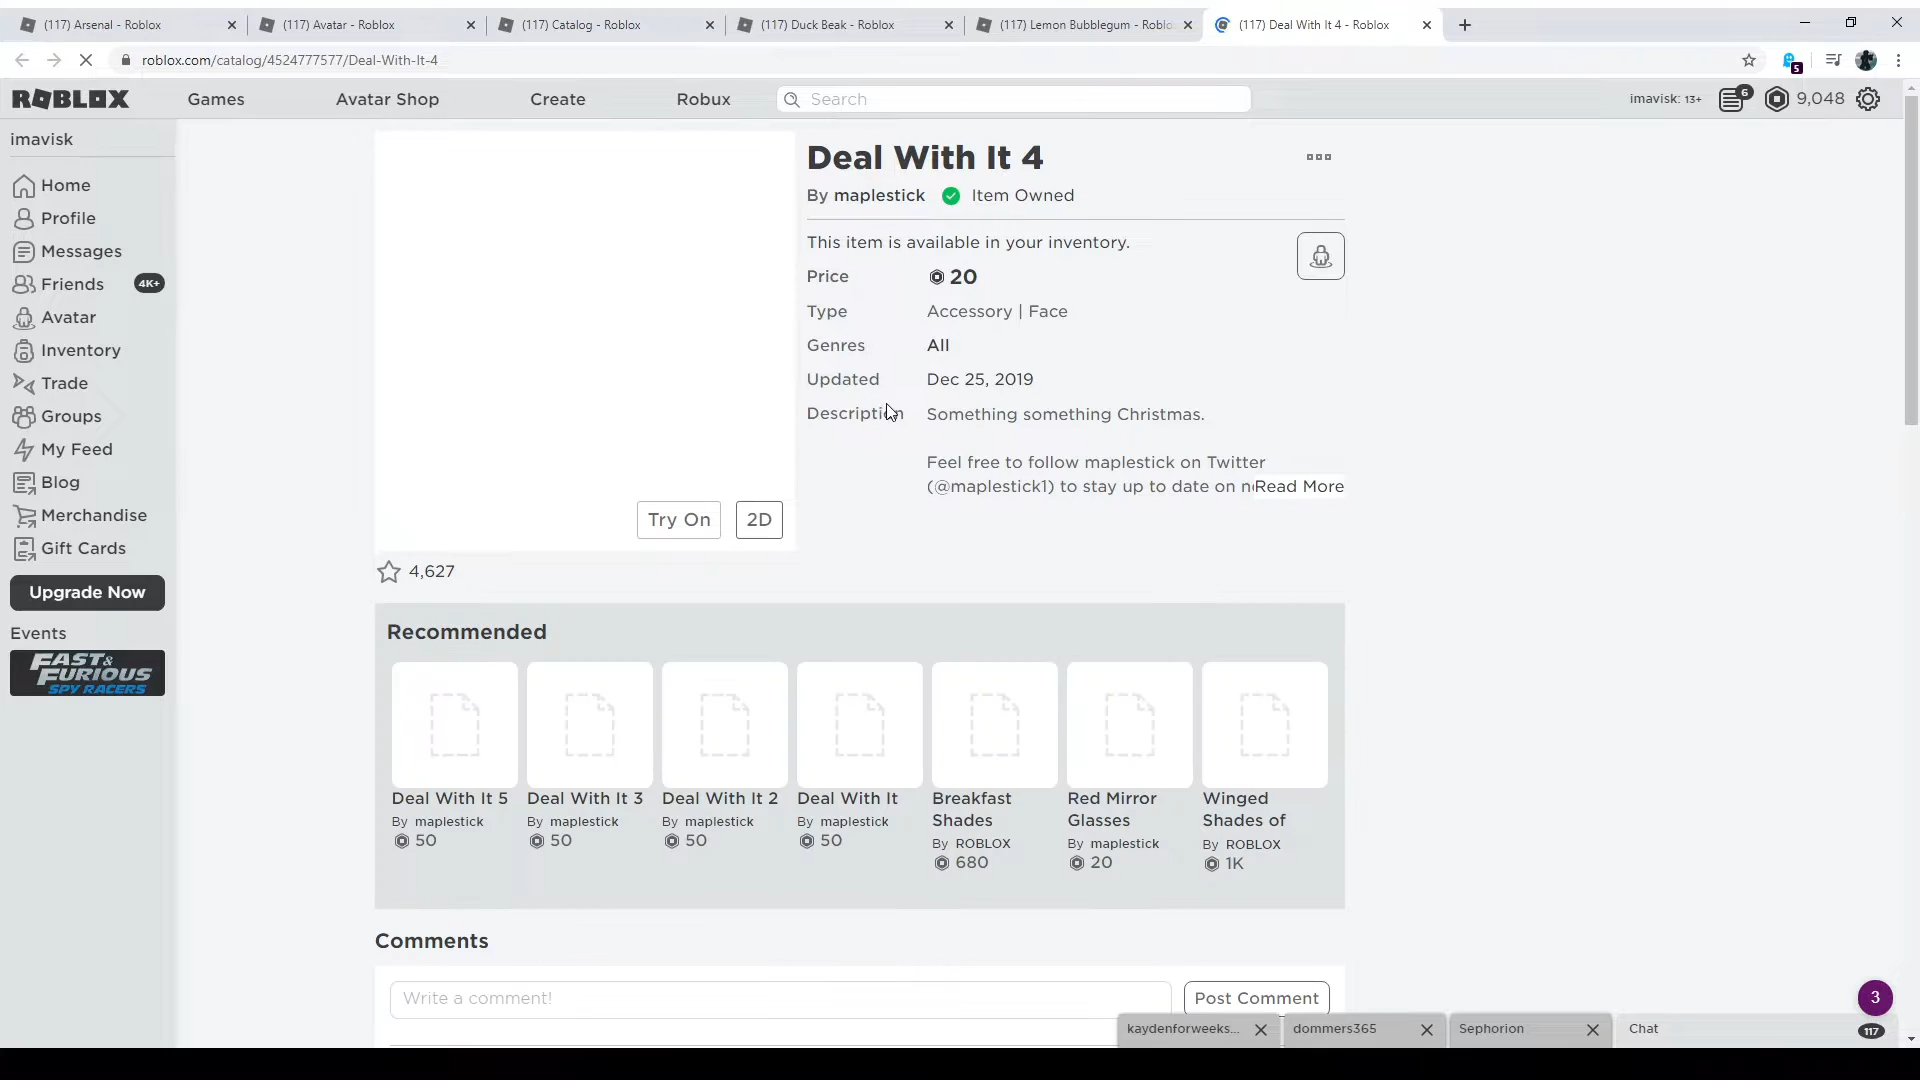 (117) Arsenal - Roblox
(117) Avatar - Roblox
(117) Catalog - Roblox
(117) Duck Beak - Roblox
(117) Lemon Bubblegum - Roblo
(117) Deal With It 4 - Roblox
roblox.com/catalog/4524777577/Deal-With-It-4
5
ROBLOX
Games
Avatar Shop
Create
Robux
Search
imavisk: 13+
6
9,048
imavisk
Home
Profile
Messages
Friends
4K+
Avatar
Inventory
Trade
Groups
My Feed
Blog
Merchandise
Gift Cards
Upgrade Now
Events
FAST &
FURIOUS
SPY RACERS
Try On
2D
4,627
Deal With It 4
By maplestick Item Owned
This item is available in your inventory.
Price 20
Type Accessory | Face
Genres All
Updated Dec 25, 2019
Description Something something Christmas.
Feel free to follow maplestick on Twitter
(@maplestick1) to stay up to date on n Read More
Recommended
Deal With It 5
By maplestick
50
Deal With It 3
By maplestick
50
Deal With It 2
By maplestick
50
Deal With It
By maplestick
50
Breakfast
Shades
By ROBLOX
680
Red Mirror
Glasses
By maplestick
20
Winged
Shades of
By ROBLOX
1K
Comments
Write a comment!
Post Comment
3
kaydenforweeks...
dommers365
Sephorion
Chat
117